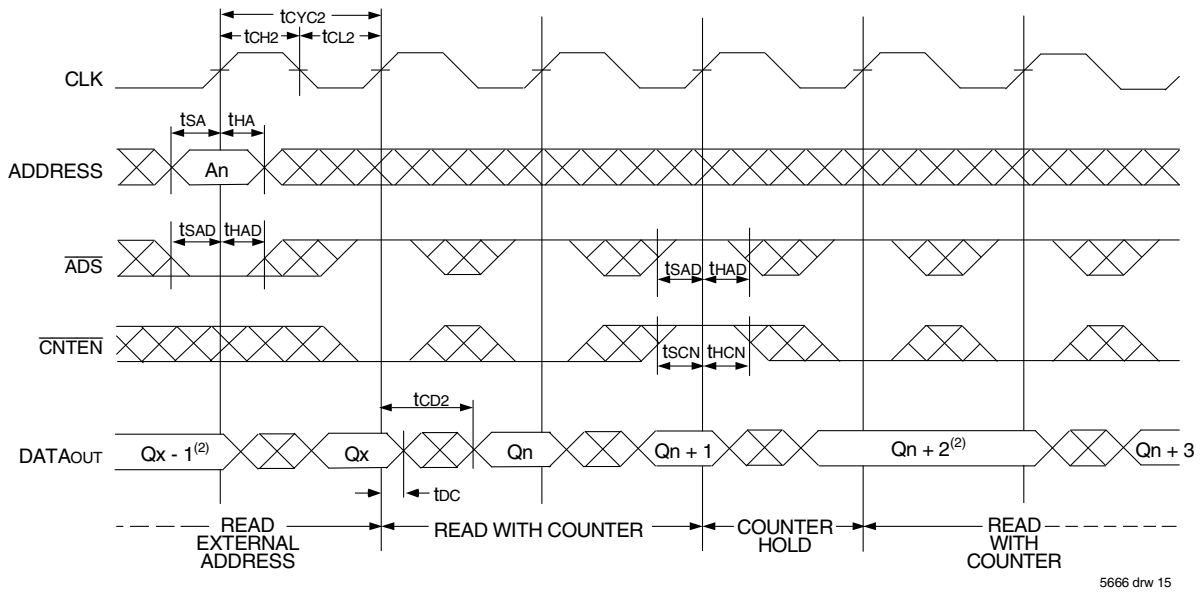 tCYC2
tCH2 tCL2
CLK
tSA tHA
ADDRESS An
tSAD tHAD
ADS tSAD tHAD
CNTEN tSCN tHCN
tCD2
DATAOUT Qx - 1(2) Qx Qn Qn + 1 Qn + 2(2) Qn + 3
tDC
READ EXTERNAL ADDRESS
READ WITH COUNTER
COUNTER HOLD
READ WITH COUNTER
5666 drw 15